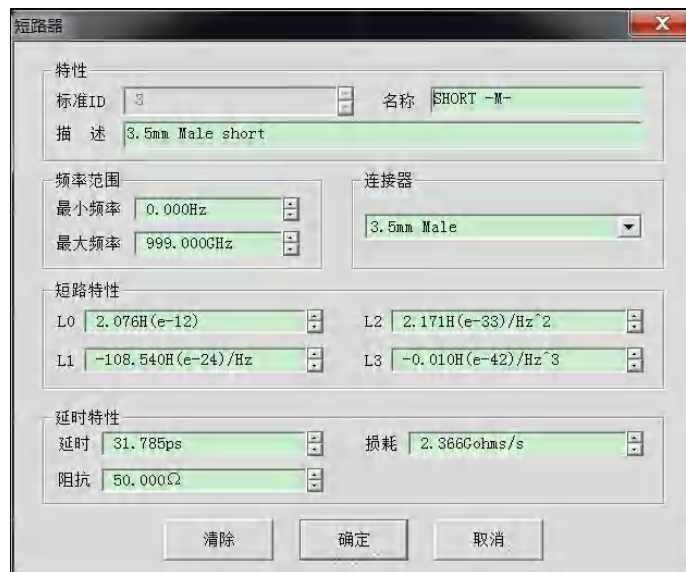 短路器
特性
标准ID 3 名称 SHORT -M-
描 述 3.5mm Male short
频率范围 连接器
最小频率 0.000Hz 3.5mm Male
最大频率 999.000GHz
短路特性
L0 2.076H(e-12) L2 2.171H(e-33)/Hz^2
L1 -108.540H(e-24)/Hz L3 -0.010H(e-42)/Hz^3
延时特性
延时 31.785ps 损耗 2.366Gohms/s
阻抗 50.000Ω
清除 确定 取消